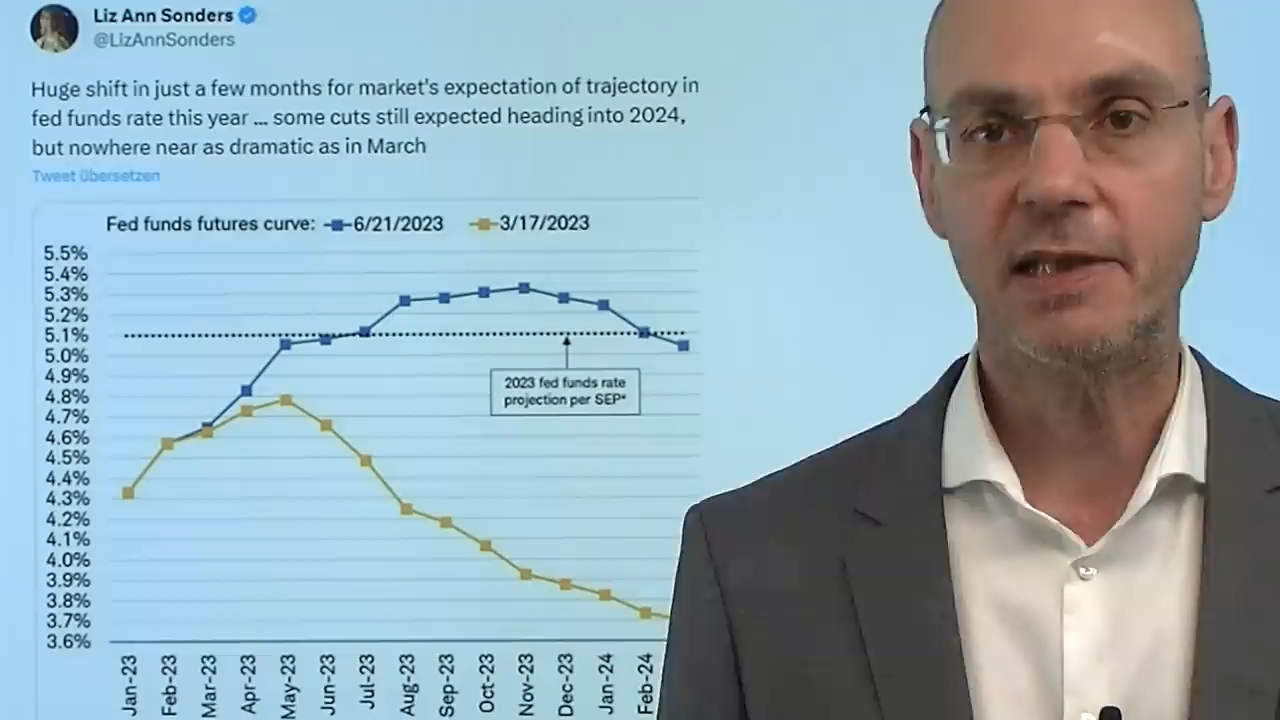 Liz Ann Sonders
@LizAnnSonders
Huge shift in just a few months for market's expectation of trajectory in
fed funds rate this year ... some cuts still expected heading into 2024,
but nowhere near as dramatic as in March
Tweet übersetzen
Fed funds futures curve: 6/21/2023 3/17/2023
5.5%
5.4%
5.3%
5.2%
5.1%
5.0%
4.9%
4.8%
4.7%
4.6%
4.5%
4.4%
4.3%
4.2%
4.1%
4.0%
3.9%
3.8%
3.7%
3.6%
2023 fed funds rate
projection per SEP*
Jan-23
Feb-23
Mar-23
Apr-23
May-23
Jun-23
Jul-23
Aug-23
Sep-23
Oct-23
Nov-23
Dec-23
Jan-24
Feb-24